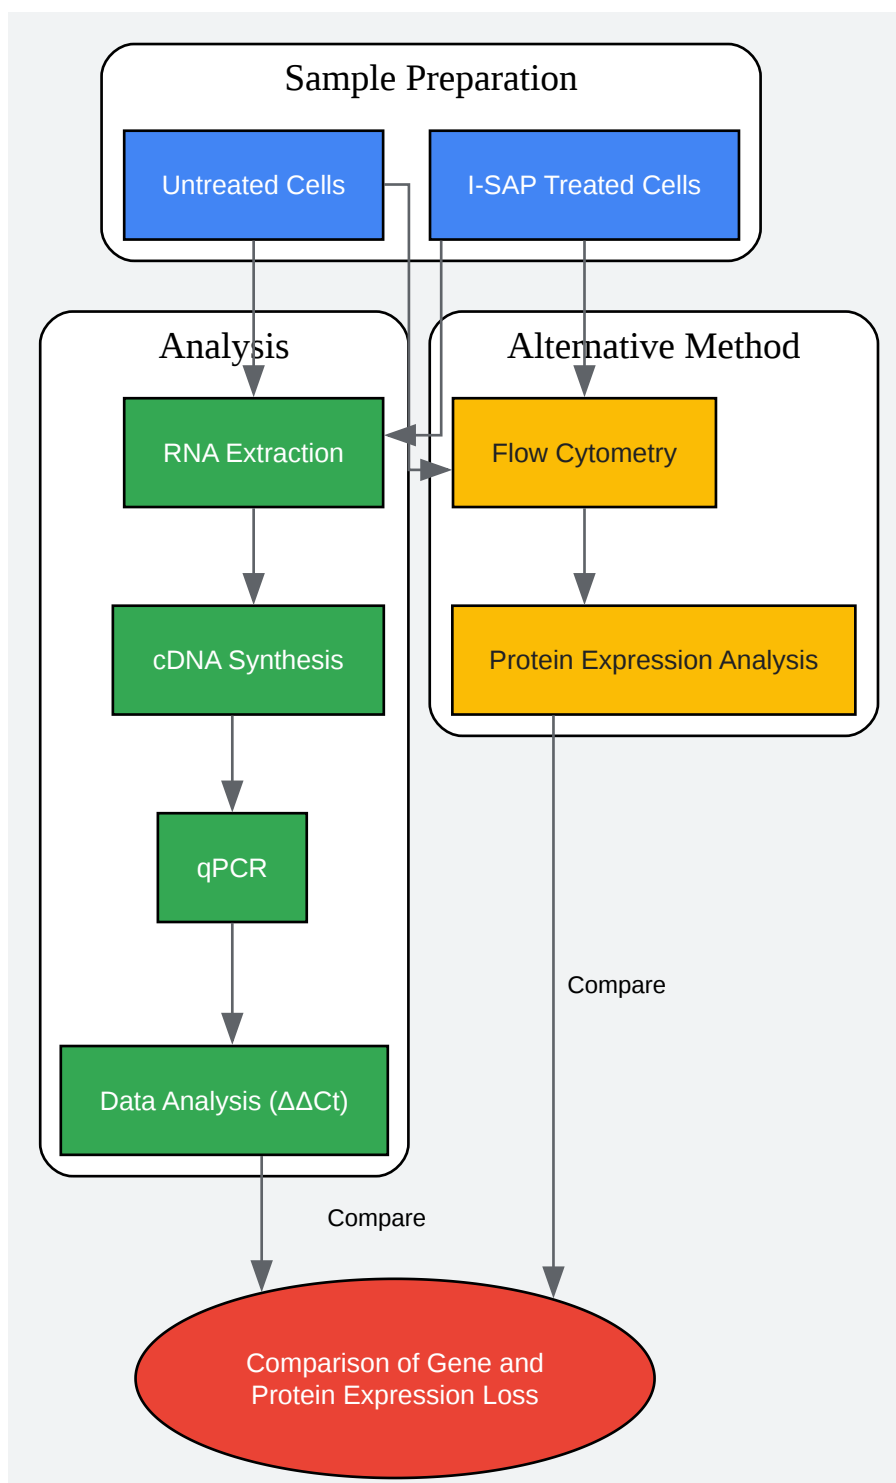 Sample Preparation
Untreated Cells
I-SAP Treated Cells
Analysis
Alternative Method
RNA Extraction
Flow Cytometry
cDNA Synthesis
Protein Expression Analysis
qPCR
Compare
Data Analysis (ΔΔCt)
Compare
Comparison of Gene and
Protein Expression Loss